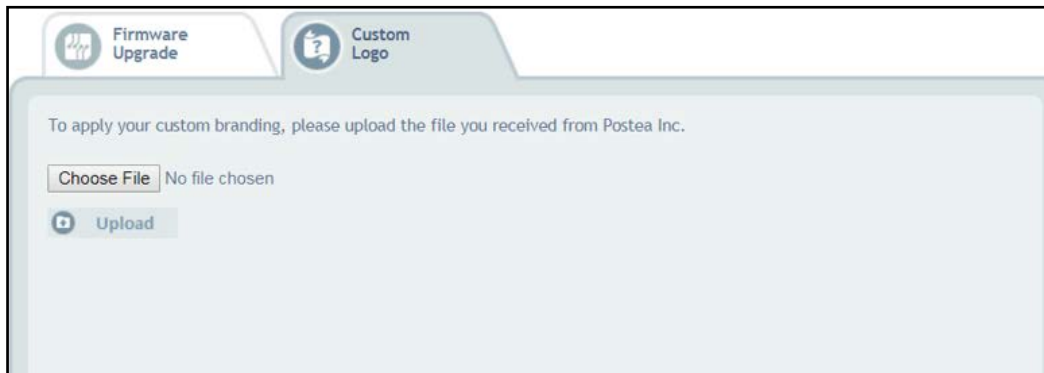 Firmware
Upgrade
Custom
Logo
To apply your custom branding, please upload the file you received from Postea Inc.
Choose File No file chosen
Upload